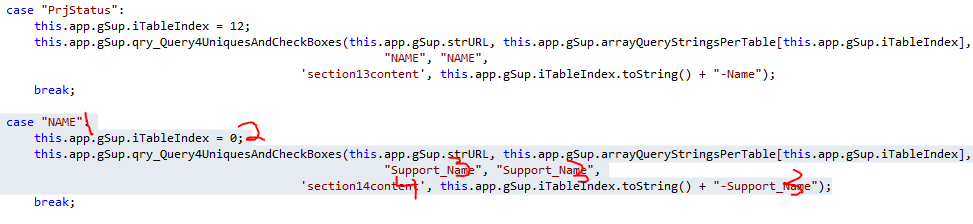 case "PrjStatus":
this.app.gSup.iTableIndex = 12;
this.app.gSup.qry_Query4UniquesAndCheckBoxes(this.app.gSup.strURL, this.app.gSup.arrayQueryStringsPerTable[this.app.gSup.iTableIndex],
"NAME", "NAME",
'section13content', this.app.gSup.iTableIndex.toString() + "-Name");
break;
case "NAME": 1
this.app.gSup.iTableIndex = 0; 2
this.app.gSup.qry_Query4UniquesAndCheckBoxes(this.app.gSup.strURL, this.app.gSup.arrayQueryStringsPerTable[this.app.gSup.iTableIndex],
"Support_Name", 3 "Support_Name", 3
'section14content', 4 this.app.gSup.iTableIndex.toString() + "-Support_Name"); 3
break;